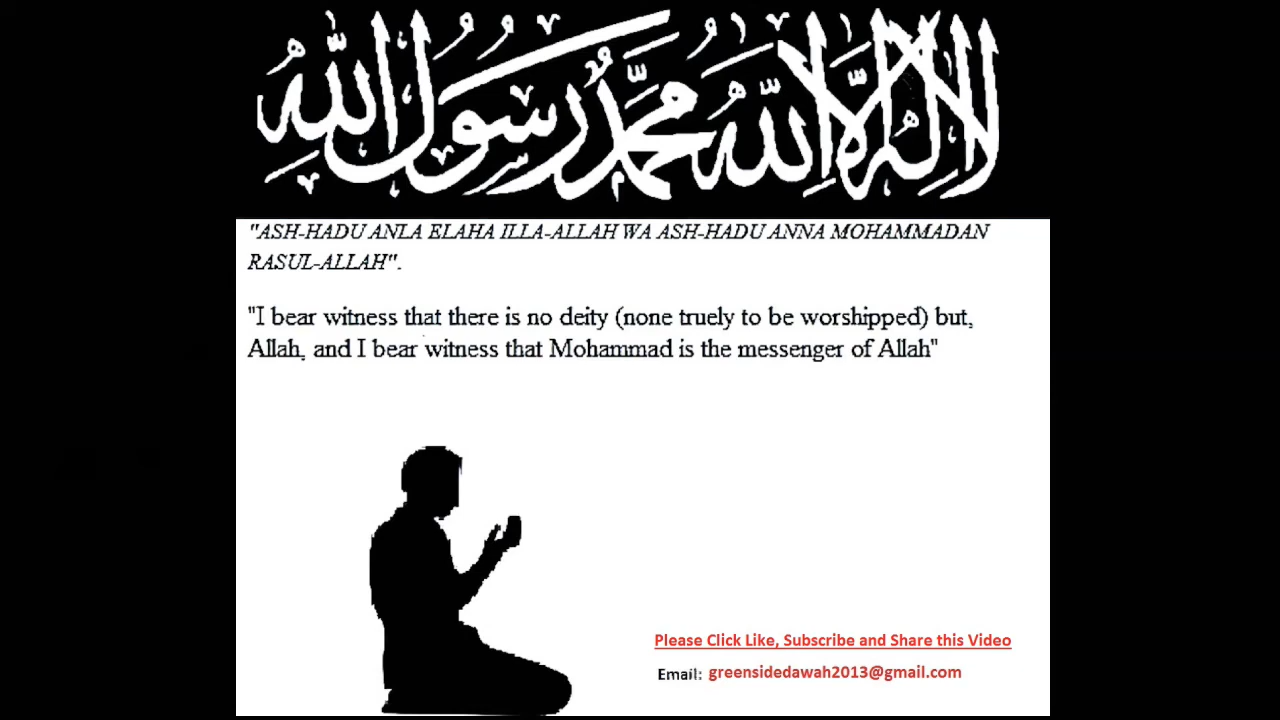 لا إله إلا الله محمد رسول الله
"ASH-HADU ANLA ELAHA ILLA-ALLAH WA ASH-HADU ANNA MOHAMMADAN
RASUL-ALLAH".
"I bear witness that there is no deity (none truely to be worshipped) but,
Allah, and I bear witness that Mohammad is the messenger of Allah"
Please Click Like, Subscribe and Share this Video
Email: greensidedawah2013@gmail.com